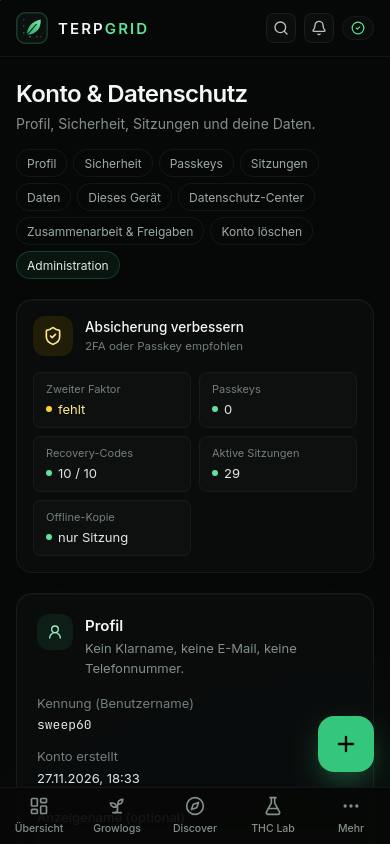 TERPGRID
Konto & Datenschutz
Profil, Sicherheit, Sitzungen und deine Daten.
Profil Sicherheit Passkeys Sitzungen
Daten Dieses Gerät Datenschutz-Center
Zusammenarbeit & Freigaben Konto löschen
Administration
Absicherung verbessern
2FA oder Passkey empfohlen
Zweiter Faktor Passkeys
fehlt 0
Recovery-Codes Aktive Sitzungen
10 / 10 29
Offline-Kopie
nur Sitzung
Profil
Kein Klarname, keine E-Mail, keine
Telefonnummer.
Kennung (Benutzername)
sweep60
Konto erstellt
27.11.2026, 18:33
Anzeigename (optional)
Übersicht Growlogs Discover THC Lab Mehr